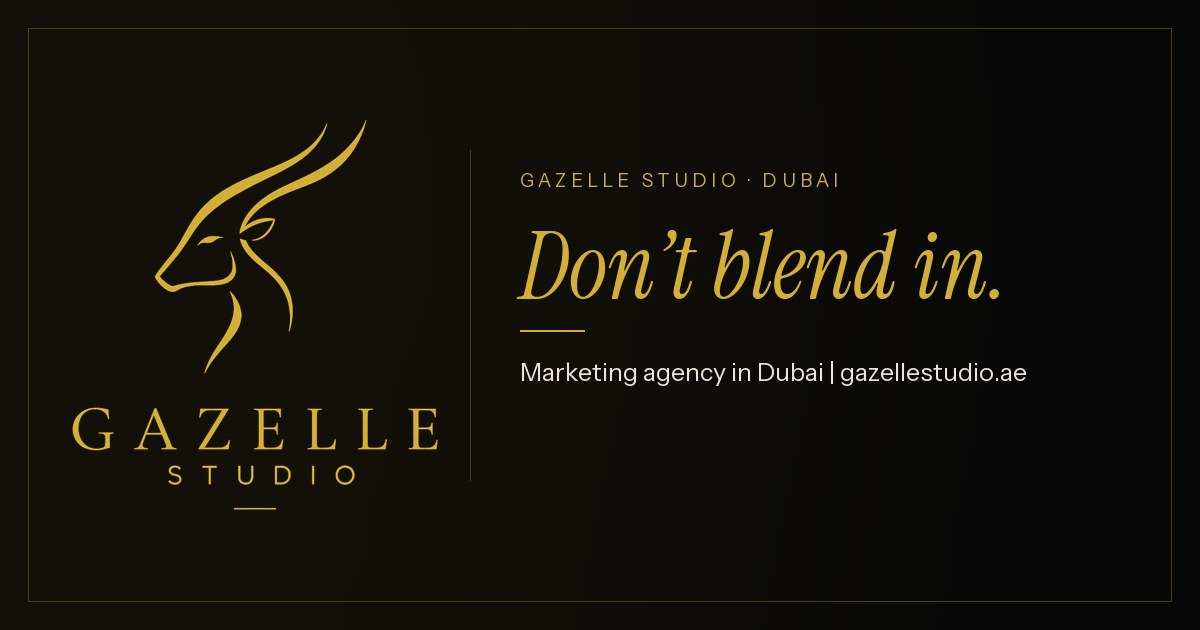 GAZELLE
STUDIO
GAZELLE STUDIO · DUBAI
Don’t blend in.
Marketing agency in Dubai | gazellestudio.ae